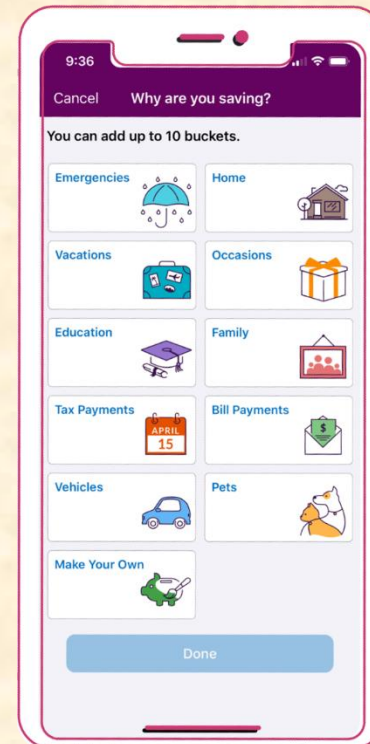 9:36
Cancel Why are you saving?
You can add up to 10 buckets.
Emergencies Home
Vacations Occasions
Education Family
Tax Payments Bill Payments
APRIL
15
$
Vehicles Pets
Make Your Own
Done